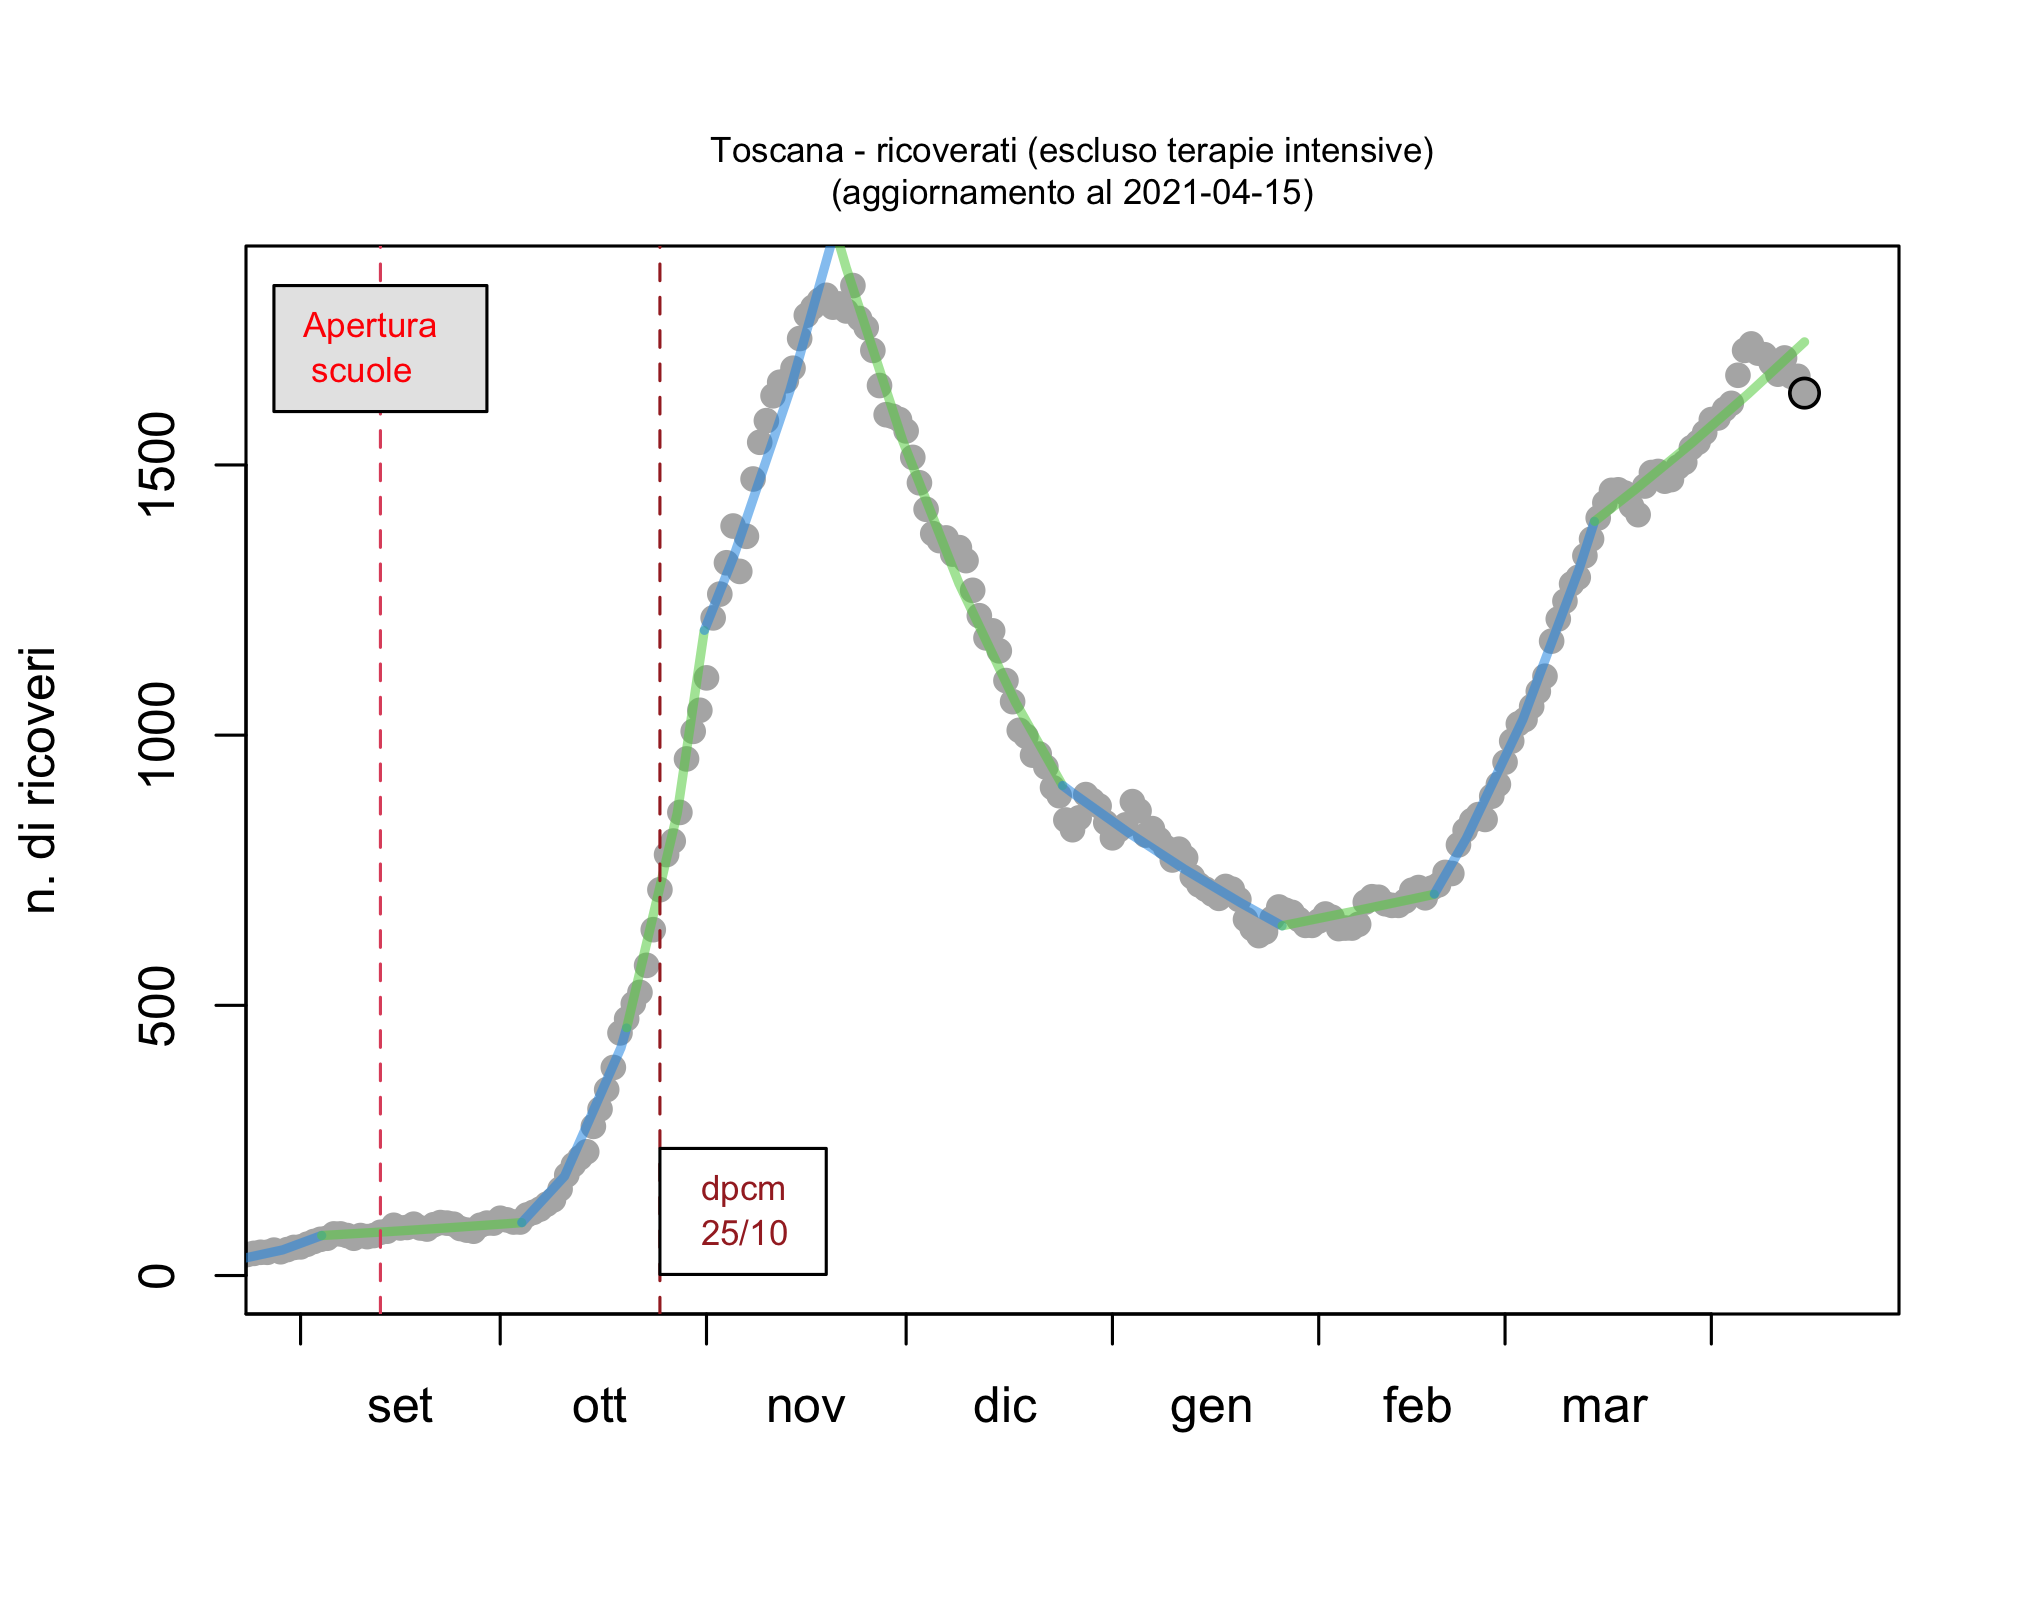 Toscana - ricoverati (escluso terapie intensive)
(aggiornamento al 2021-04-15)
Apertura
scuole
dpcm
25/10
n. di ricoveri
1500
1000
500
0
set ott nov dic gen feb mar